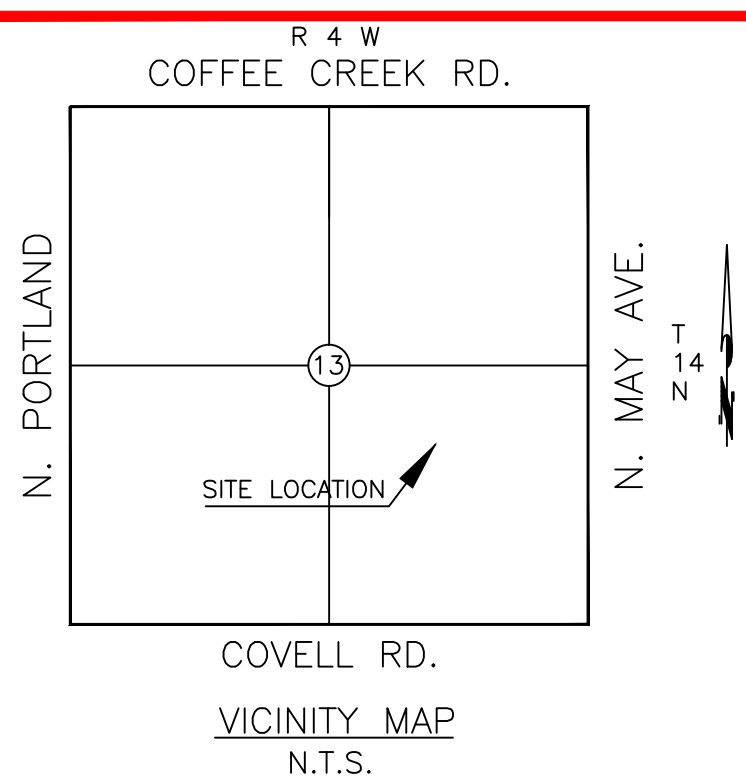 R 4 W
COFFEE CREEK RD.
N. PORTLAND
N. MAY AVE.
T
14
N
13
SITE LOCATION
COVELL RD.
VICINITY MAP
N.T.S.